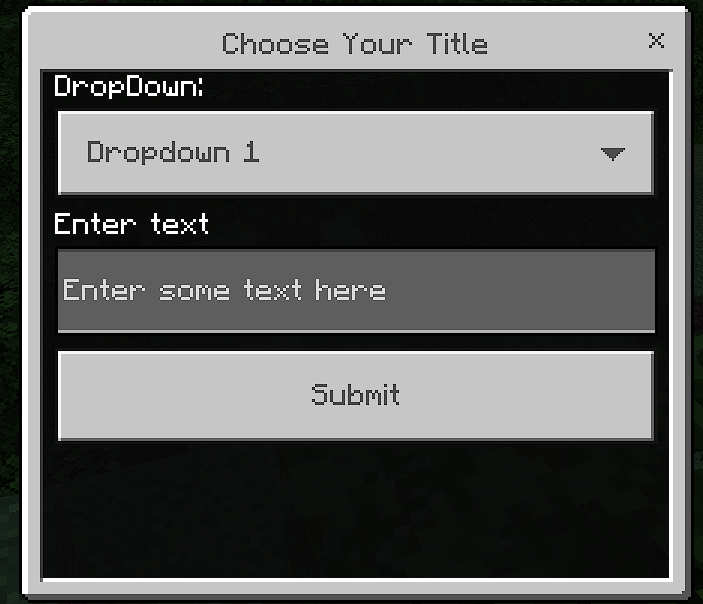 Choose Your Title
DropDown:
Dropdown 1
Enter text
Enter some text here
Submit